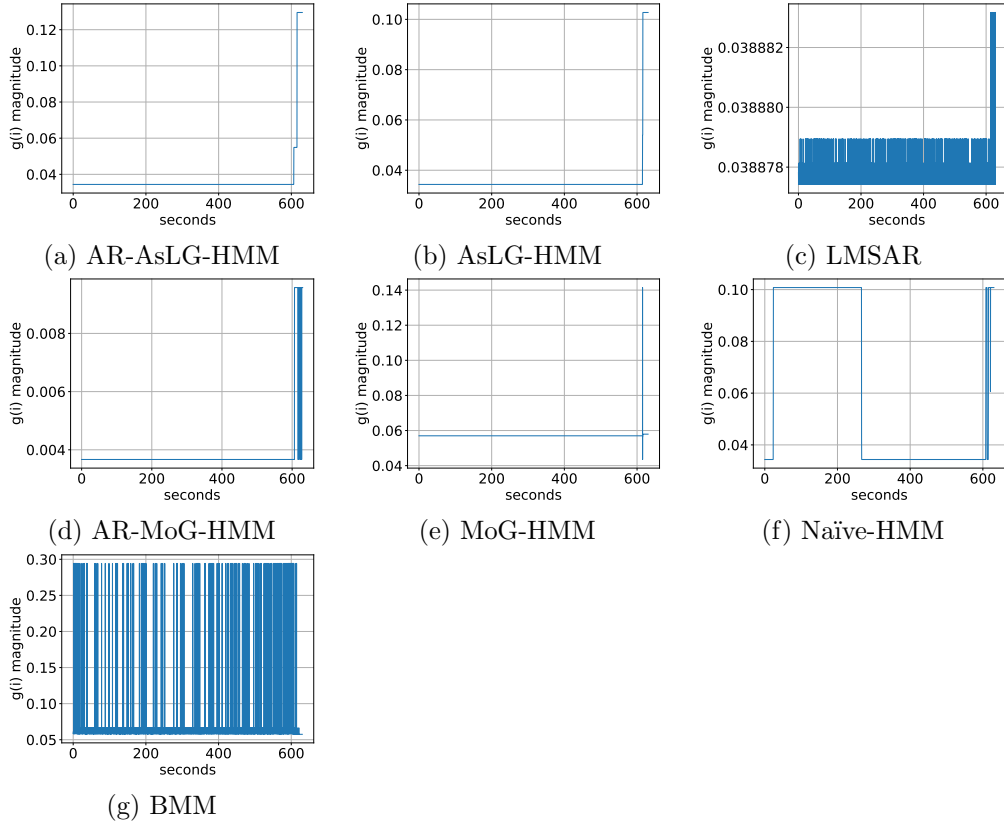 0.12
0.10
0.08
0.06
0.04
g(i) magnitude
0 200 400 600
seconds
(a) AR-AsLG-HMM
0.10
0.08
0.06
0.04
g(i) magnitude
0 200 400 600
seconds
(b) AsLG-HMM
0.038882
0.038880
0.038878
g(i) magnitude
0 200 400 600
seconds
(c) LMSAR
0.008
0.006
0.004
g(i) magnitude
0 200 400 600
seconds
(d) AR-MoG-HMM
0.14
0.12
0.10
0.08
0.06
0.04
g(i) magnitude
0 200 400 600
seconds
(e) MoG-HMM
0.10
0.08
0.06
0.04
g(i) magnitude
0 200 400 600
seconds
(f) Naïve-HMM
0.30
0.25
0.20
0.15
0.10
0.05
g(i) magnitude
0 200 400 600
seconds
(g) BMM